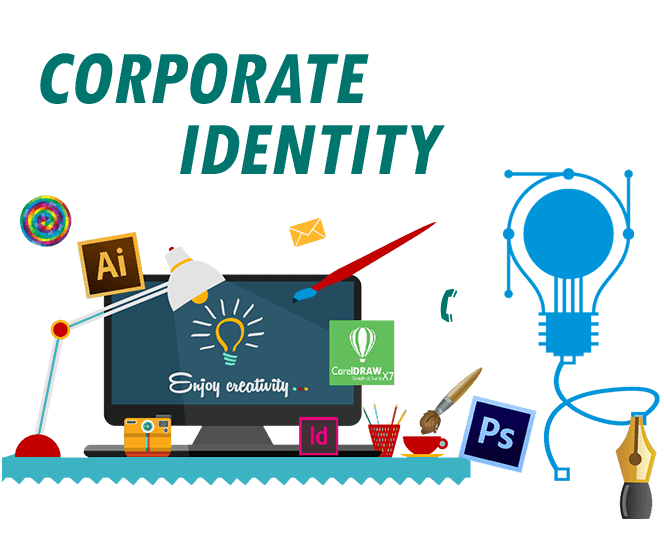 CORPORATE
IDENTITY
Ai
CorelDRAW
X7
Enjoy creativity...
Id
Ps